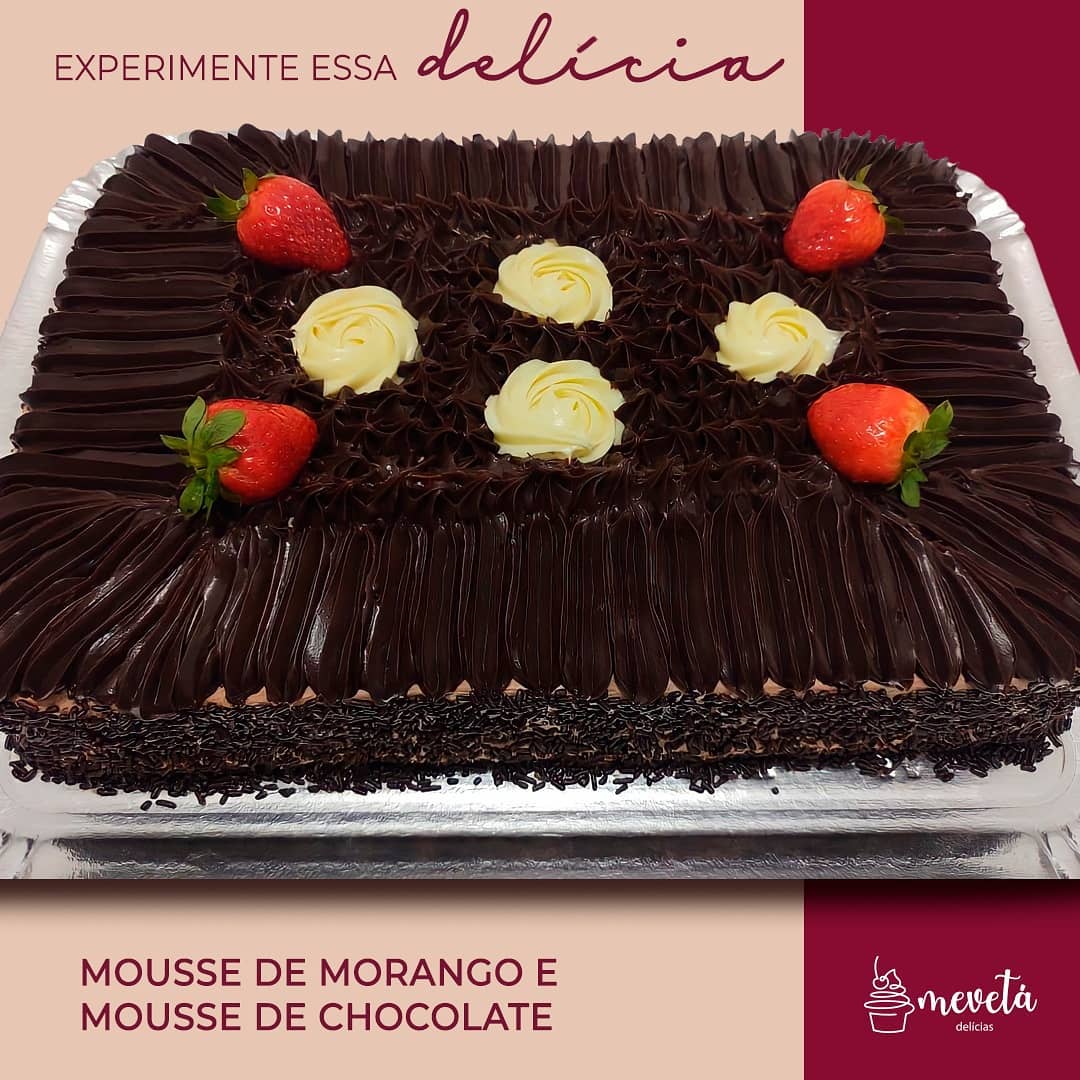 EXPERIMENTE ESSA delícia
MOUSSE DE MORANGO E
MOUSSE DE CHOCOLATE
mevetá
delícias